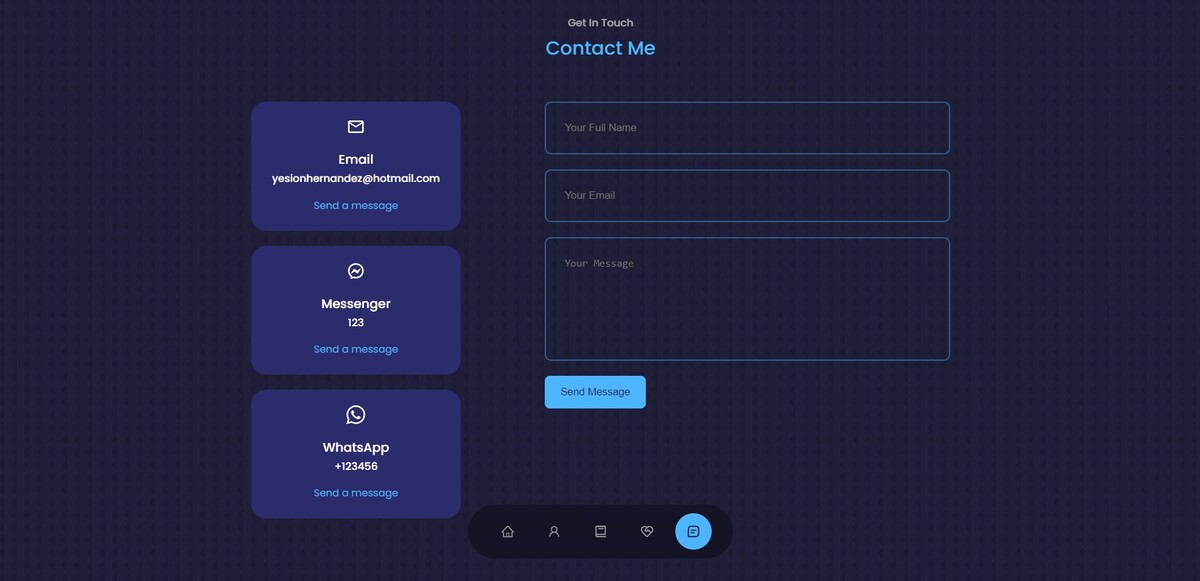 Get In Touch
Contact Me
Email
yesionhernandez@hotmail.com
Send a message
Messenger
123
Send a message
WhatsApp
+123456
Send a message
Your Full Name
Your Email
Your Message
Send Message